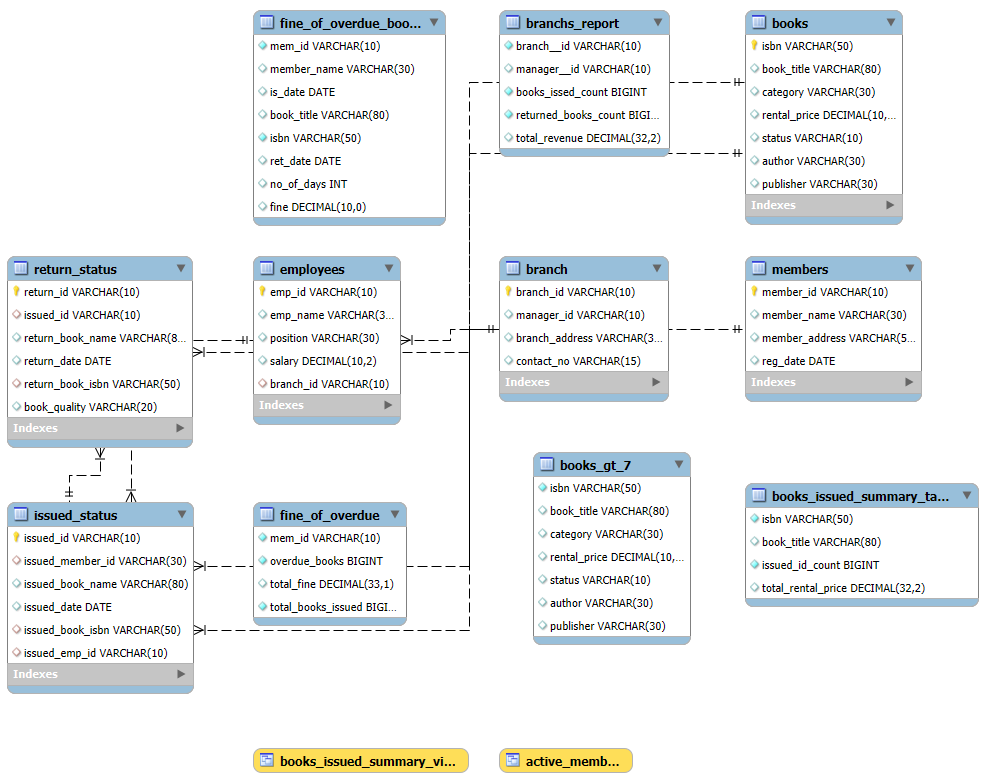 fine_of_overdue_boo...
mem_id VARCHAR(10)
member_name VARCHAR(30)
is_date DATE
book_title VARCHAR(80)
isbn VARCHAR(50)
ret_date DATE
no_of_days INT
fine DECIMAL(10,0)
branchs_report
branch__id VARCHAR(10)
manager__id VARCHAR(10)
books_issed_count BIGINT
returned_books_count BIGI...
total_revenue DECIMAL(32,2)
books
isbn VARCHAR(50)
book_title VARCHAR(80)
category VARCHAR(30)
rental_price DECIMAL(10,...
status VARCHAR(10)
author VARCHAR(30)
publisher VARCHAR(30)
Indexes
return_status
return_id VARCHAR(10)
issued_id VARCHAR(10)
return_book_name VARCHAR(8...
return_date DATE
return_book_isbn VARCHAR(50)
book_quality VARCHAR(20)
Indexes
employees
emp_id VARCHAR(10)
emp_name VARCHAR(3...
position VARCHAR(30)
salary DECIMAL(10,2)
branch_id VARCHAR(10)
Indexes
branch
branch_id VARCHAR(10)
manager_id VARCHAR(10)
branch_address VARCHAR(3...
contact_no VARCHAR(15)
Indexes
members
member_id VARCHAR(10)
member_name VARCHAR(30)
member_address VARCHAR(5...
reg_date DATE
Indexes
issued_status
issued_id VARCHAR(10)
issued_member_id VARCHAR(30)
issued_book_name VARCHAR(80)
issued_date DATE
issued_book_isbn VARCHAR(50)
issued_emp_id VARCHAR(10)
Indexes
fine_of_overdue
mem_id VARCHAR(10)
overdue_books BIGINT
total_fine DECIMAL(33,1)
total_books_issued BIGI...
books_gt_7
isbn VARCHAR(50)
book_title VARCHAR(80)
category VARCHAR(30)
rental_price DECIMAL(10,...
status VARCHAR(10)
author VARCHAR(30)
publisher VARCHAR(30)
books_issued_summary_ta...
isbn VARCHAR(50)
book_title VARCHAR(80)
issued_id_count BIGINT
total_rental_price DECIMAL(32,2)
books_issued_summary_vi...
active_memb...